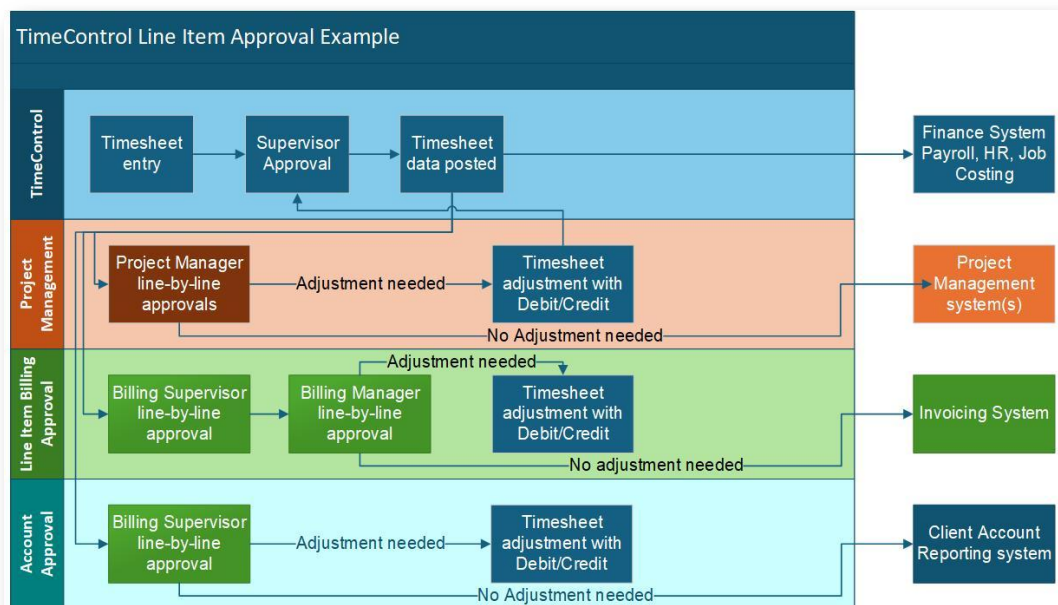 TimeControl Line Item Approval Example
TimeControl
Timesheet
entry
Supervisor
Approval
Timesheet
data posted
Finance System
Payroll, HR, Job
Costing
Project
Management
Project Manager
line-by-line
approvals
Adjustment needed
Timesheet
adjustment with
Debit/Credit
No Adjustment needed
Project
Management
system(s)
Line Item Billing
Approval
Billing Supervisor
line-by-line
approval
Billing Manager
line-by-line
approval
Adjustment needed
Timesheet
adjustment with
Debit/Credit
No adjustment needed
Invoicing System
Account
Approval
Billing Supervisor
line-by-line
approval
Adjustment needed
Timesheet
adjustment with
Debit/Credit
No Adjustment needed
Client Account
Reporting system